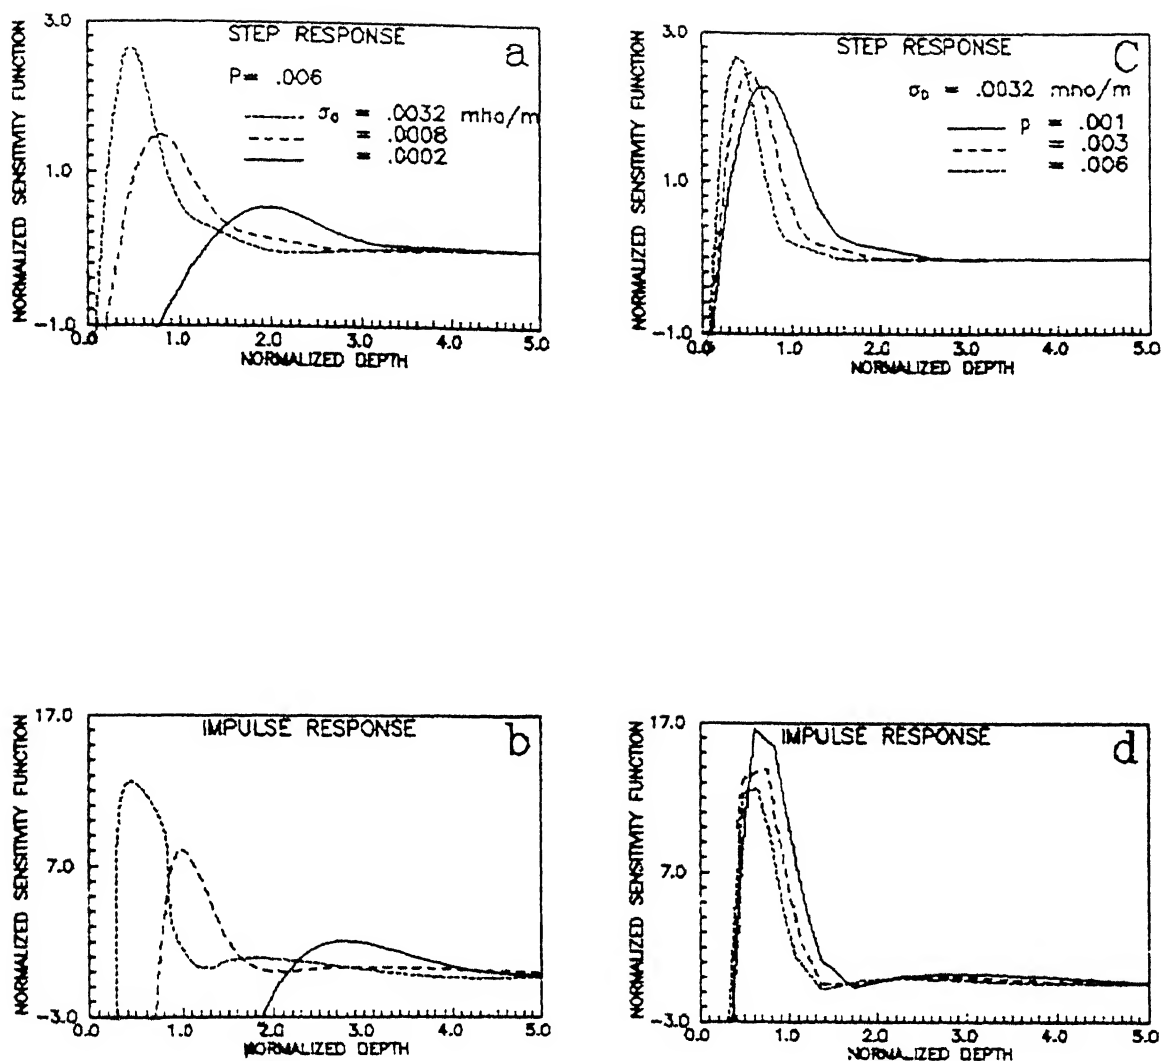 3.0
1.0
-1.0
NORMALIZED SENSITIVITY FUNCTION
STEP RESPONSE
a
P= .006
σ₀ = .0032 mho/m
= .0008
= .0002
0.0 1.0 2.0 3.0 4.0 5.0
NORMALIZED DEPTH
3.0
1.0
-1.0
NORMALIZED SENSITIVITY FUNCTION
STEP RESPONSE
C
σ₀ = .0032 mho/m
p = .001
= .003
= .006
0.0 1.0 2.0 3.0 4.0 5.0
NORMALIZED DEPTH
17.0
7.0
-3.0
NORMALIZED SENSITIVITY FUNCTION
IMPULSE RESPONSE
b
0.0 1.0 2.0 3.0 4.0 5.0
NORMALIZED DEPTH
17.0
7.0
-3.0
NORMALIZED SENSITIVITY FUNCTION
IMPULSE RESPONSE
d
0.0 1.0 2.0 3.0 4.0 5.0
NORMALIZED DEPTH